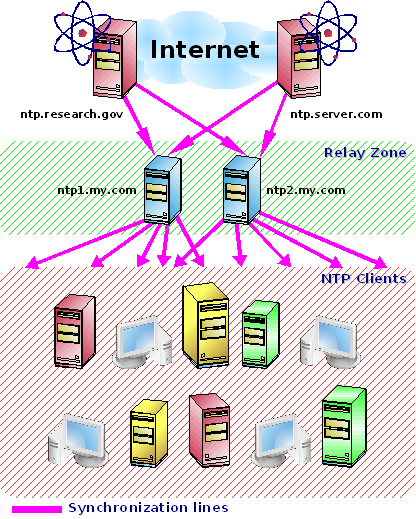 Internet
ntp.research.gov
ntp.server.com
Relay Zone
ntp1.my.com
ntp2.my.com
NTP Clients
Synchronization lines